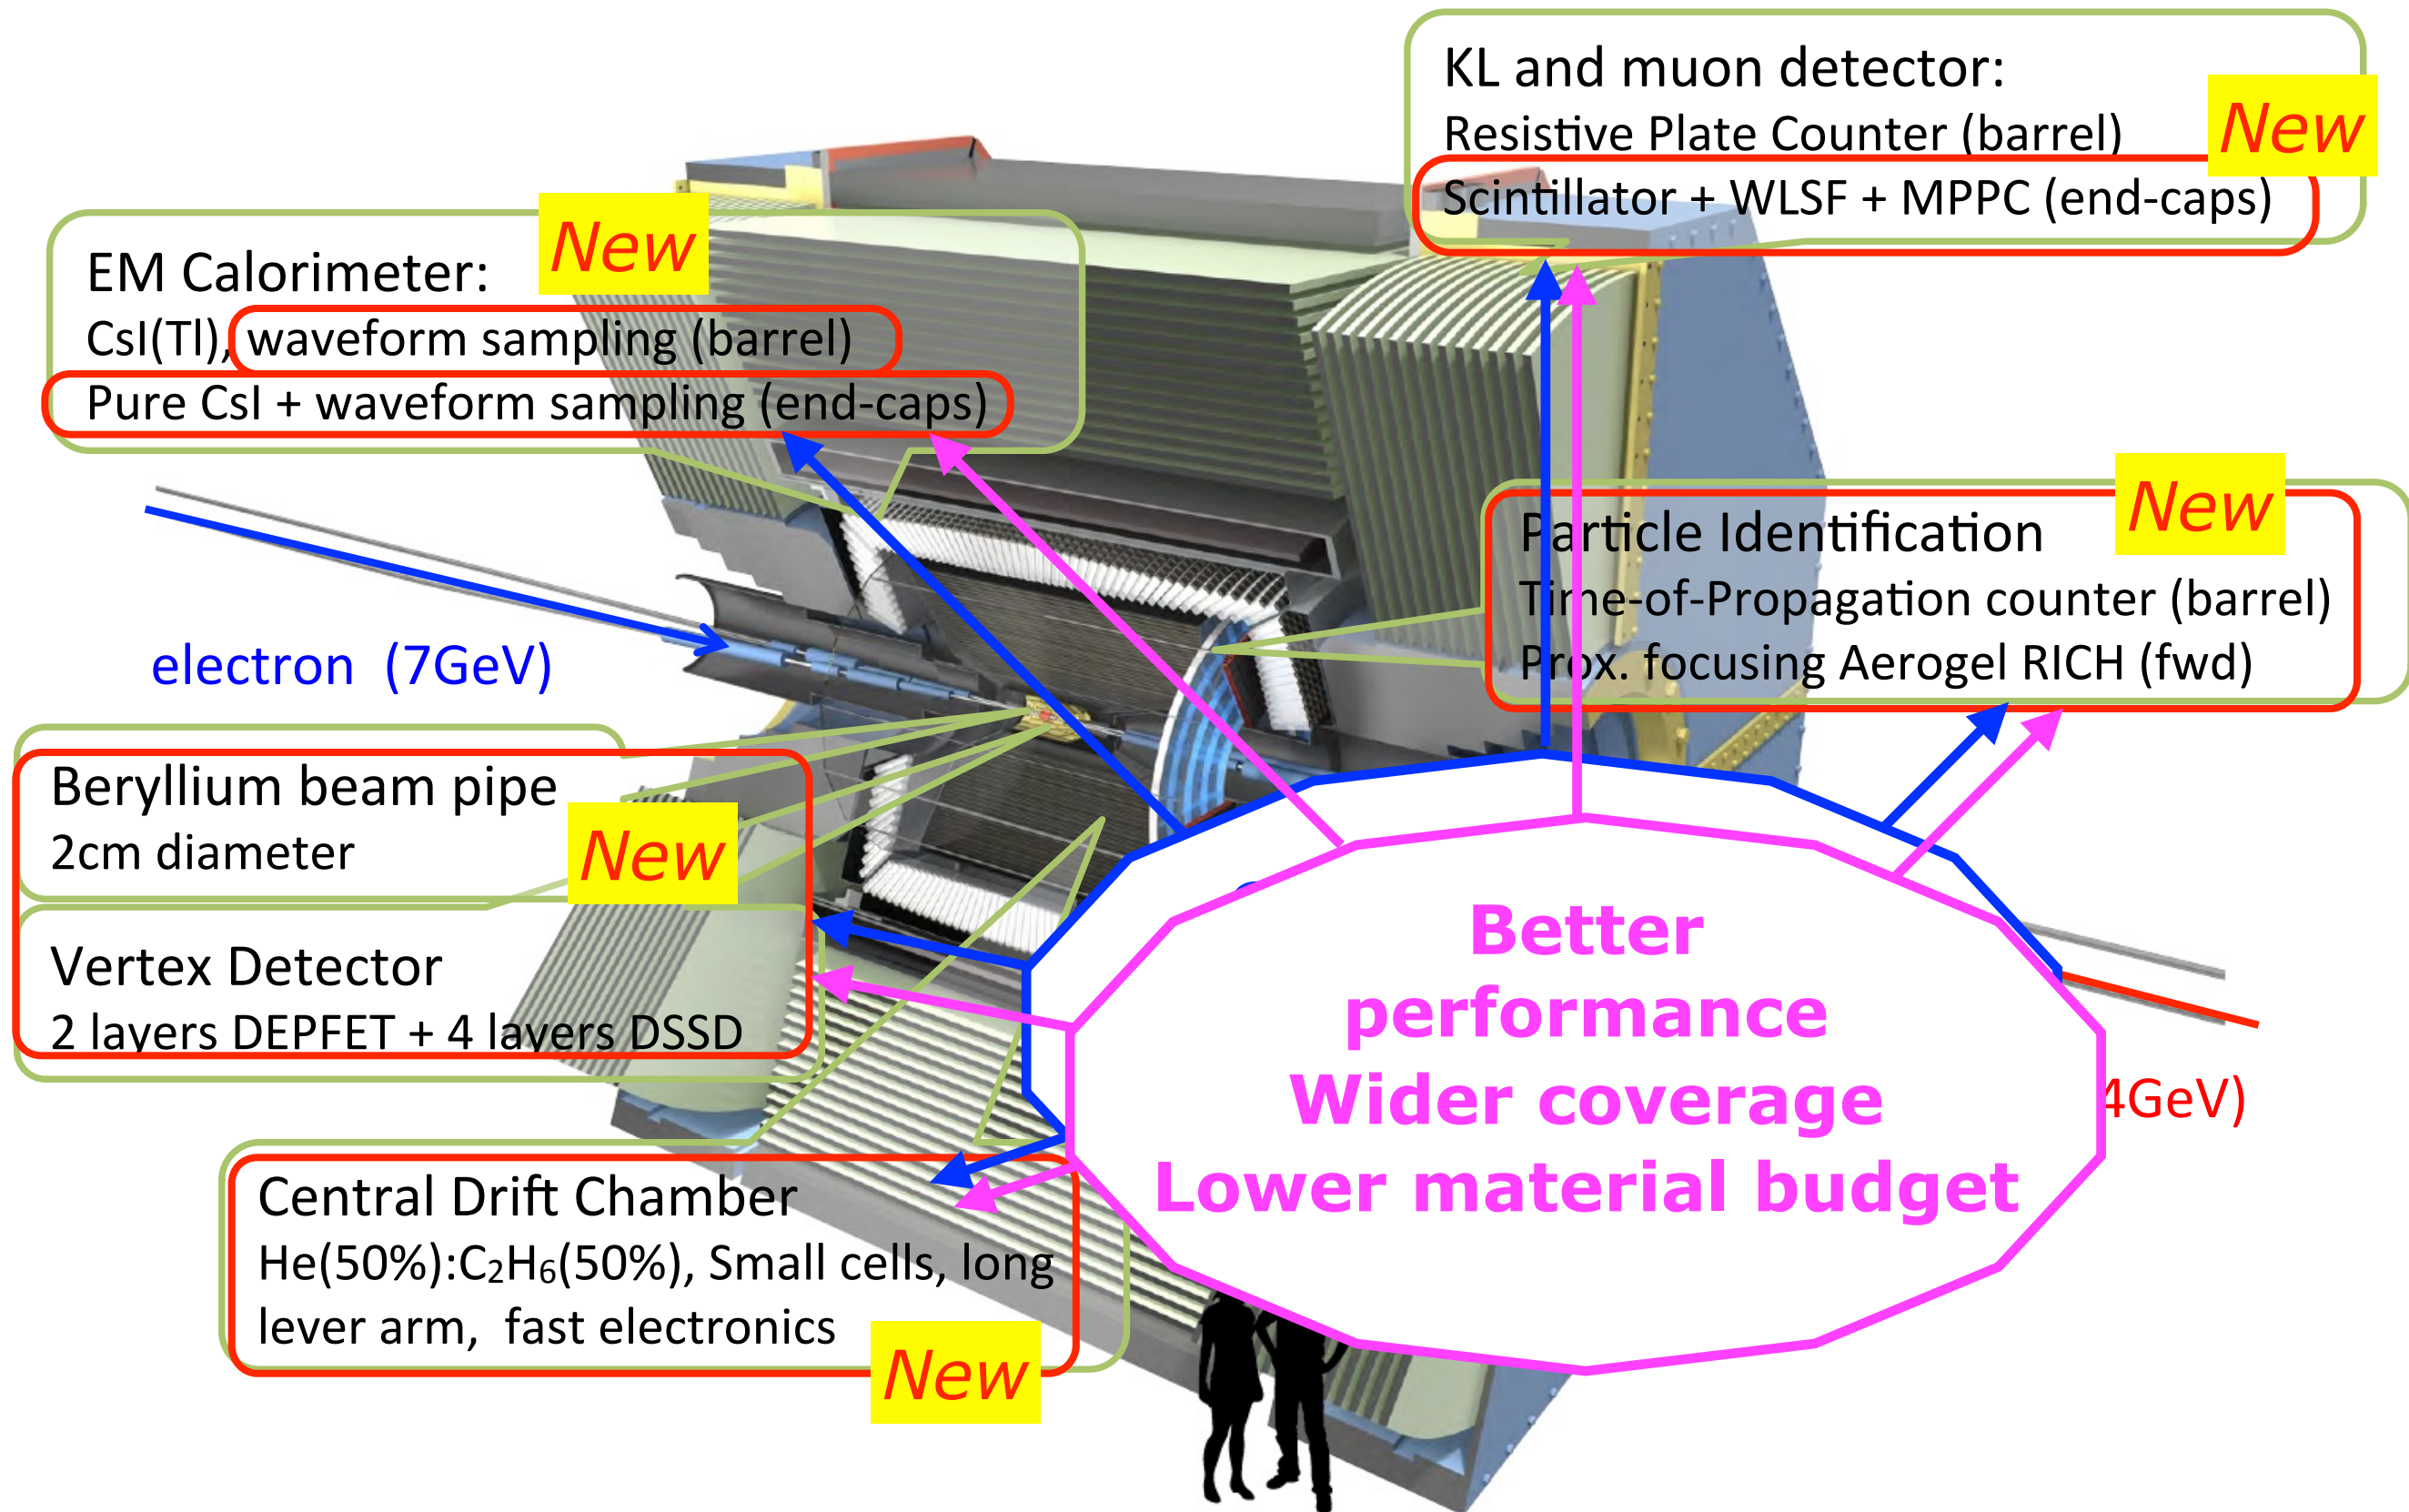 KL and muon detector:
New
Resistive Plate Counter (barrel)
Scintillator + WLSF + MPPC (end-caps)
New
EM Calorimeter:
CsI(Tl), waveform sampling (barrel)
Pure CsI + waveform sampling (end-caps)
New
Particle Identification
Time-of-Propagation counter (barrel)
Prox. focusing Aerogel RICH (fwd)
electron (7GeV)
Beryllium beam pipe
2cm diameter
New
Vertex Detector
2 layers DEPFET + 4 layers DSSD
Better
performance
Wider coverage
Lower material budget
4GeV)
Central Drift Chamber
He(50%):C₂H₆(50%), Small cells, long
lever arm, fast electronics
New